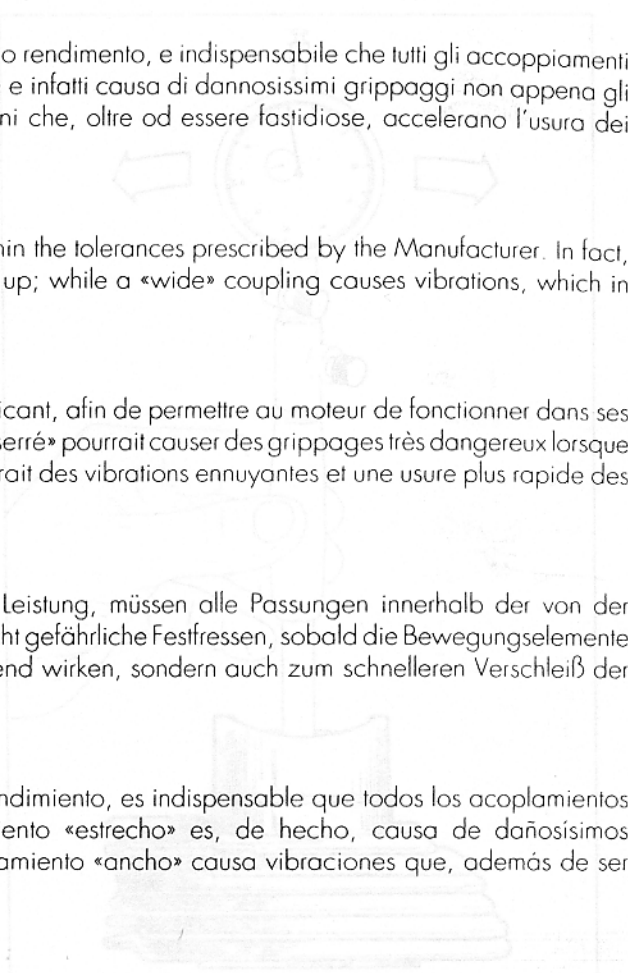 o rendimento, e indispensabile che tutti gli accoppiamenti
e infatti causa di dannosissimi grippaggi non appena gli
ni che, oltre od essere fastidiose, accelerano l'usura dei
in the tolerances prescribed by the Manufacturer. In fact,
up; while a «wide» coupling causes vibrations, which in
icant, afin de permettre au moteur de fonctionner dans ses
serré» pourrait causer des grippages très dangereux lorsque
rait des vibrations ennuyantes et une usure plus rapide des
Leistung, müssen alle Passungen innerhalb der von der
ht gefährliche Festfressen, sobald die Bewegungselemente
end wirken, sondern auch zum schnelleren Verschleiß der
ndimiento, es indispensable que todos los acoplamientos
ento «estrecho» es, de hecho, causa de dañosísimos
amiento «ancho» causa vibraciones que, además de ser